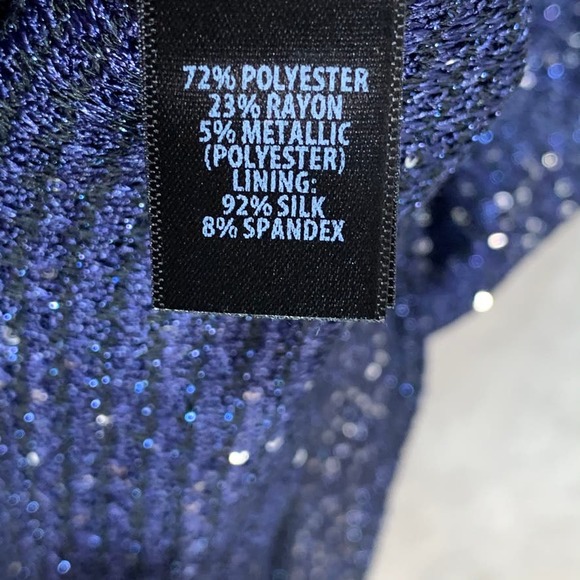 72% POLYESTER
23% RAYON
5% METALLIC
(POLYESTER)
LINING:
92% SILK
8% SPANDEX